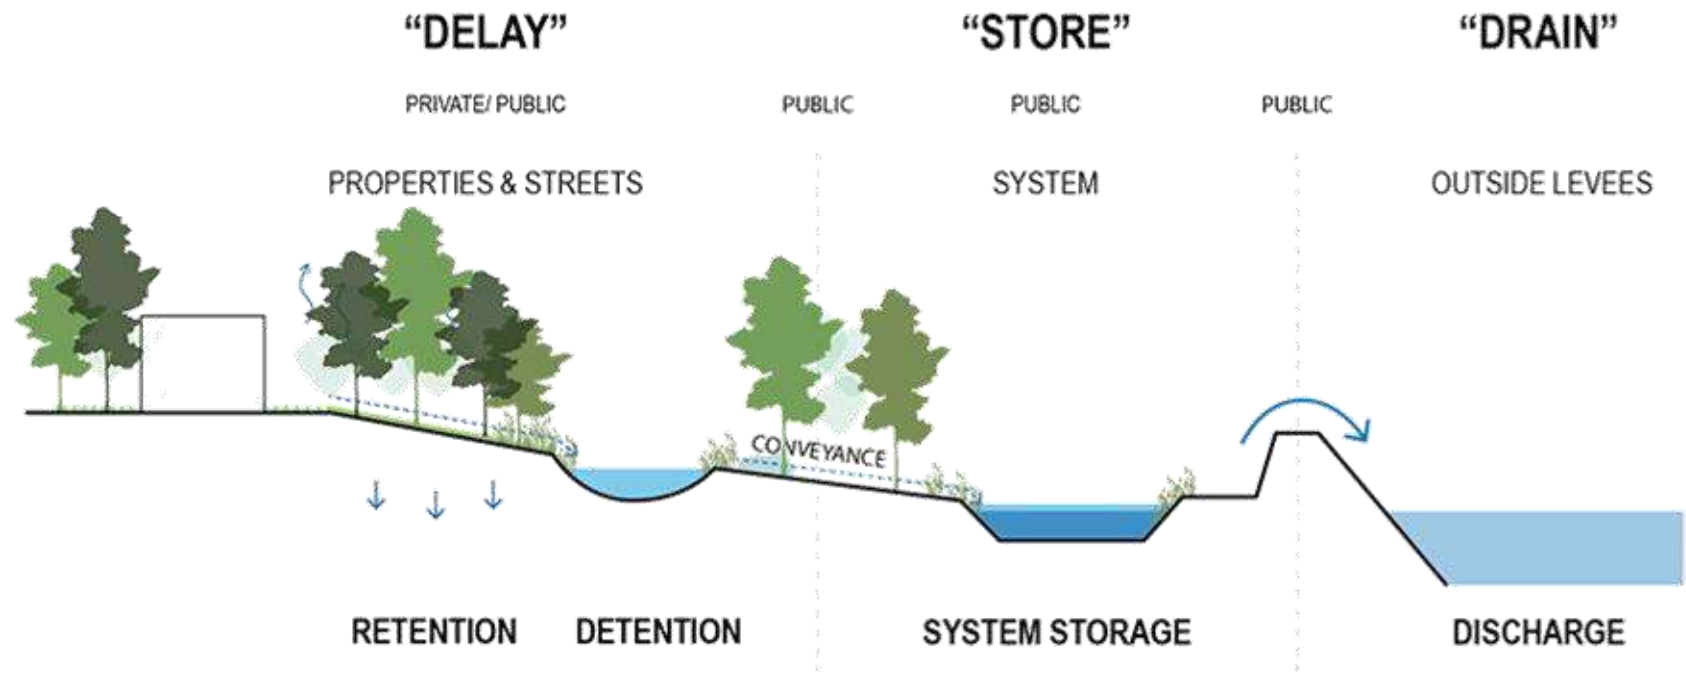 “DELAY”
“STORE”
“DRAIN”
PRIVATE/ PUBLIC
PUBLIC
PUBLIC
PUBLIC
PROPERTIES & STREETS
SYSTEM
OUTSIDE LEVEES
CONVEYANCE
RETENTION
DETENTION
SYSTEM STORAGE
DISCHARGE